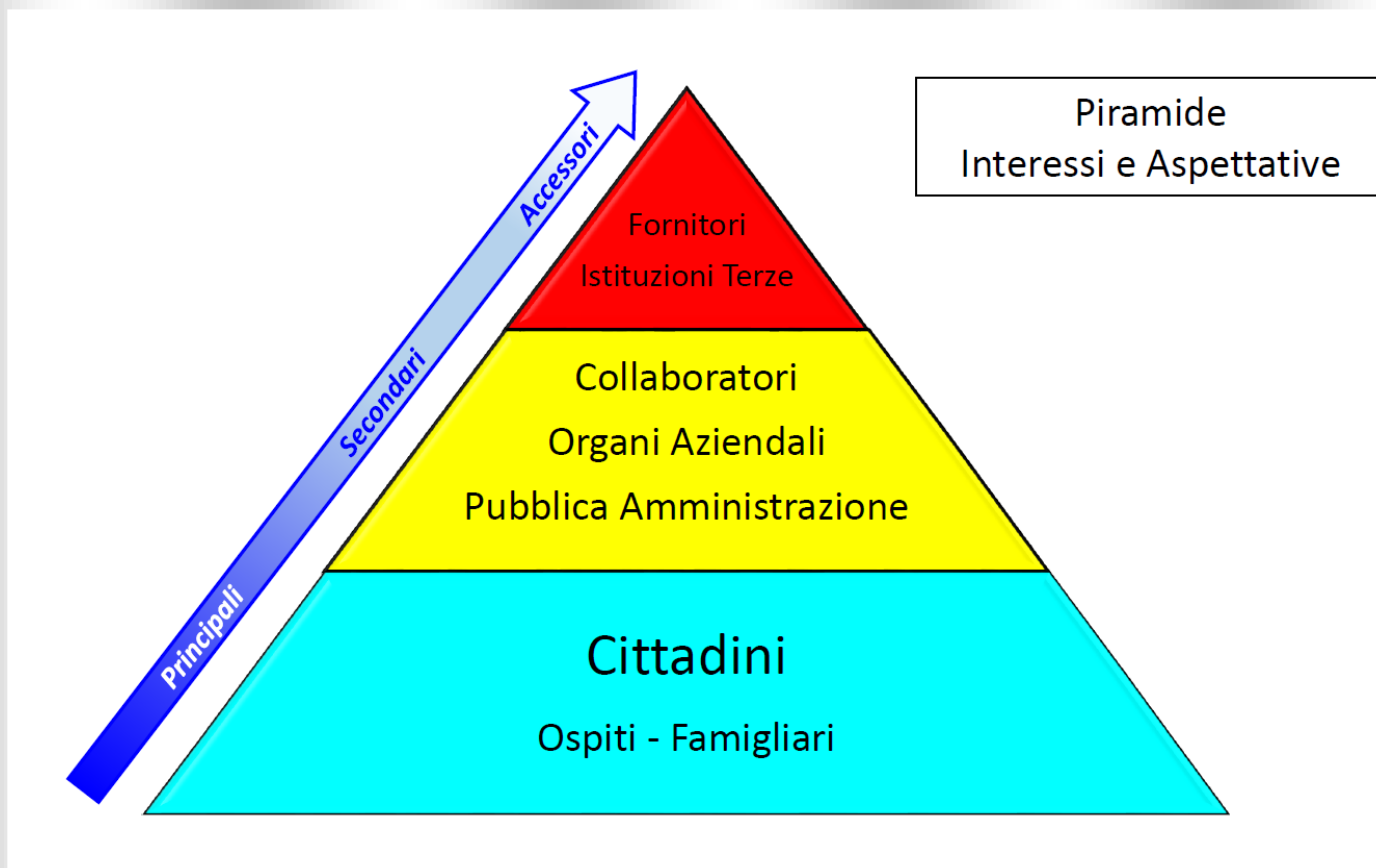 Piramide
Interessi e Aspettative
Accessori
Secondari
Principali
Fornitori
Istituzioni Terze
Collaboratori
Organi Aziendali
Pubblica Amministrazione
Cittadini
Ospiti - Famigliari